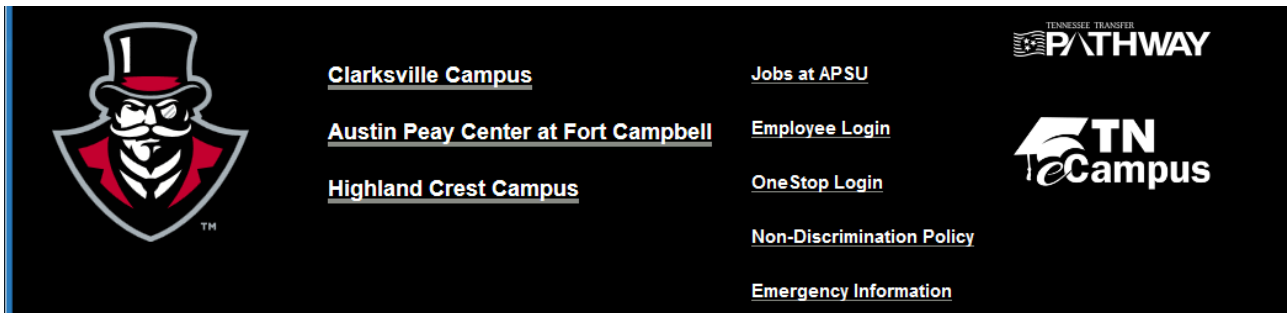 TM
Clarksville Campus
Austin Peay Center at Fort Campbell
Highland Crest Campus
Jobs at APSU
Employee Login
OneStop Login
Non-Discrimination Policy
Emergency Information
TENNESSEE TRANSFER
PATHWAY
TN
eCampus